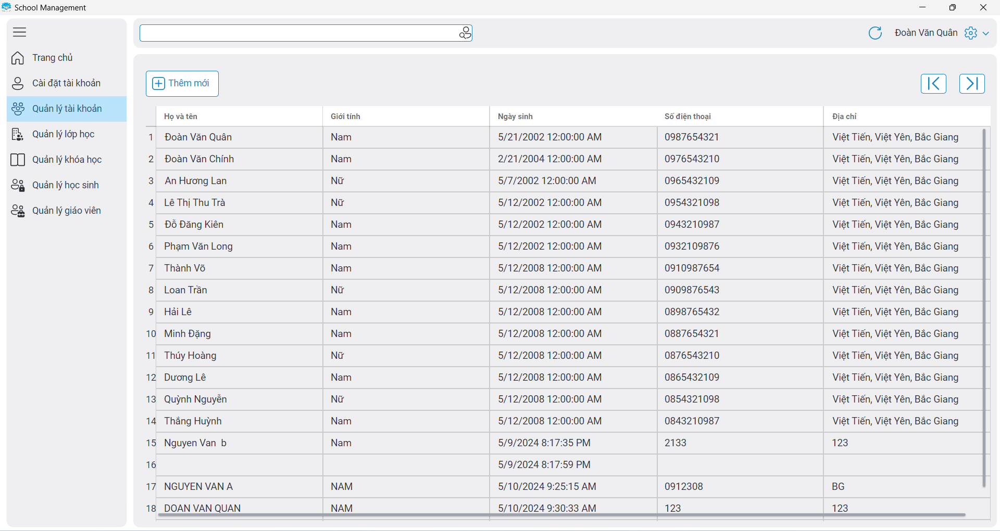 School Management
Đoàn Văn Quân
Trang chủ
Cài đặt tài khoản
Quản lý tài khoản
Quản lý lớp học
Quản lý khóa học
Quản lý học sinh
Quản lý giáo viên
Thêm mới
Họ và tên Giới tính Ngày sinh Số điện thoại Địa chỉ
1 Đoàn Văn Quân Nam 5/21/2002 12:00:00 AM 0987654321 Việt Tiến, Việt Yên, Bắc Giang
2 Đoàn Văn Chính Nam 2/21/2004 12:00:00 AM 0976543210 Việt Tiến, Việt Yên, Bắc Giang
3 An Hương Lan Nữ 5/7/2002 12:00:00 AM 0965432109 Việt Tiến, Việt Yên, Bắc Giang
4 Lê Thị Thu Trà Nữ 5/12/2002 12:00:00 AM 0954321098 Việt Tiến, Việt Yên, Bắc Giang
5 Đỗ Đăng Kiên Nam 5/12/2002 12:00:00 AM 0943210987 Việt Tiến, Việt Yên, Bắc Giang
6 Phạm Văn Long Nam 5/12/2002 12:00:00 AM 0932109876 Việt Tiến, Việt Yên, Bắc Giang
7 Thành Võ Nam 5/12/2008 12:00:00 AM 0910987654 Việt Tiến, Việt Yên, Bắc Giang
8 Loan Trần Nữ 5/12/2008 12:00:00 AM 0909876543 Việt Tiến, Việt Yên, Bắc Giang
9 Hải Lê Nam 5/12/2008 12:00:00 AM 0898765432 Việt Tiến, Việt Yên, Bắc Giang
10 Minh Đặng Nam 5/12/2008 12:00:00 AM 0887654321 Việt Tiến, Việt Yên, Bắc Giang
11 Thúy Hoàng Nữ 5/12/2008 12:00:00 AM 0876543210 Việt Tiến, Việt Yên, Bắc Giang
12 Dương Lê Nam 5/12/2008 12:00:00 AM 0865432109 Việt Tiến, Việt Yên, Bắc Giang
13 Quỳnh Nguyễn Nữ 5/12/2008 12:00:00 AM 0854321098 Việt Tiến, Việt Yên, Bắc Giang
14 Thắng Huỳnh Nam 5/12/2008 12:00:00 AM 0843210987 Việt Tiến, Việt Yên, Bắc Giang
15 Nguyen Van  b Nam 5/9/2024 8:17:35 PM 2133 123
16 5/9/2024 8:17:59 PM
17 NGUYEN VAN A NAM 5/10/2024 9:25:15 AM 0912308 BG
18 DOAN VAN QUAN NAM 5/10/2024 9:30:33 AM 123 123